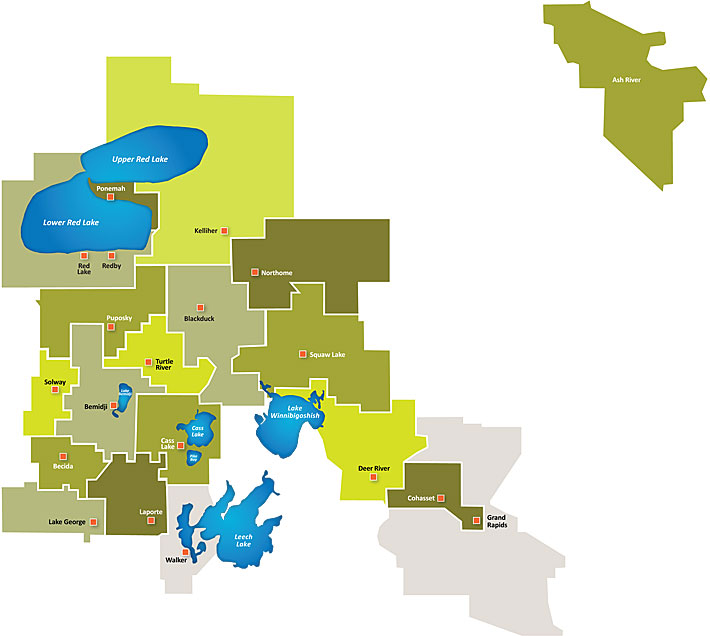 Ash River
Upper Red Lake
Ponemah
Lower Red Lake
Kelliher
Red
Lake
Redby
Northome
Blackduck
Puposky
Turtle
River
Squaw Lake
Solway
Bemidji
Lake
Lake
Winnibigoshish
Cass
Lake
Cass
Lake
Pike
Bay
Becida
Deer River
Cohasset
Grand
Rapids
Laporte
Lake George
Leech
Lake
Walker